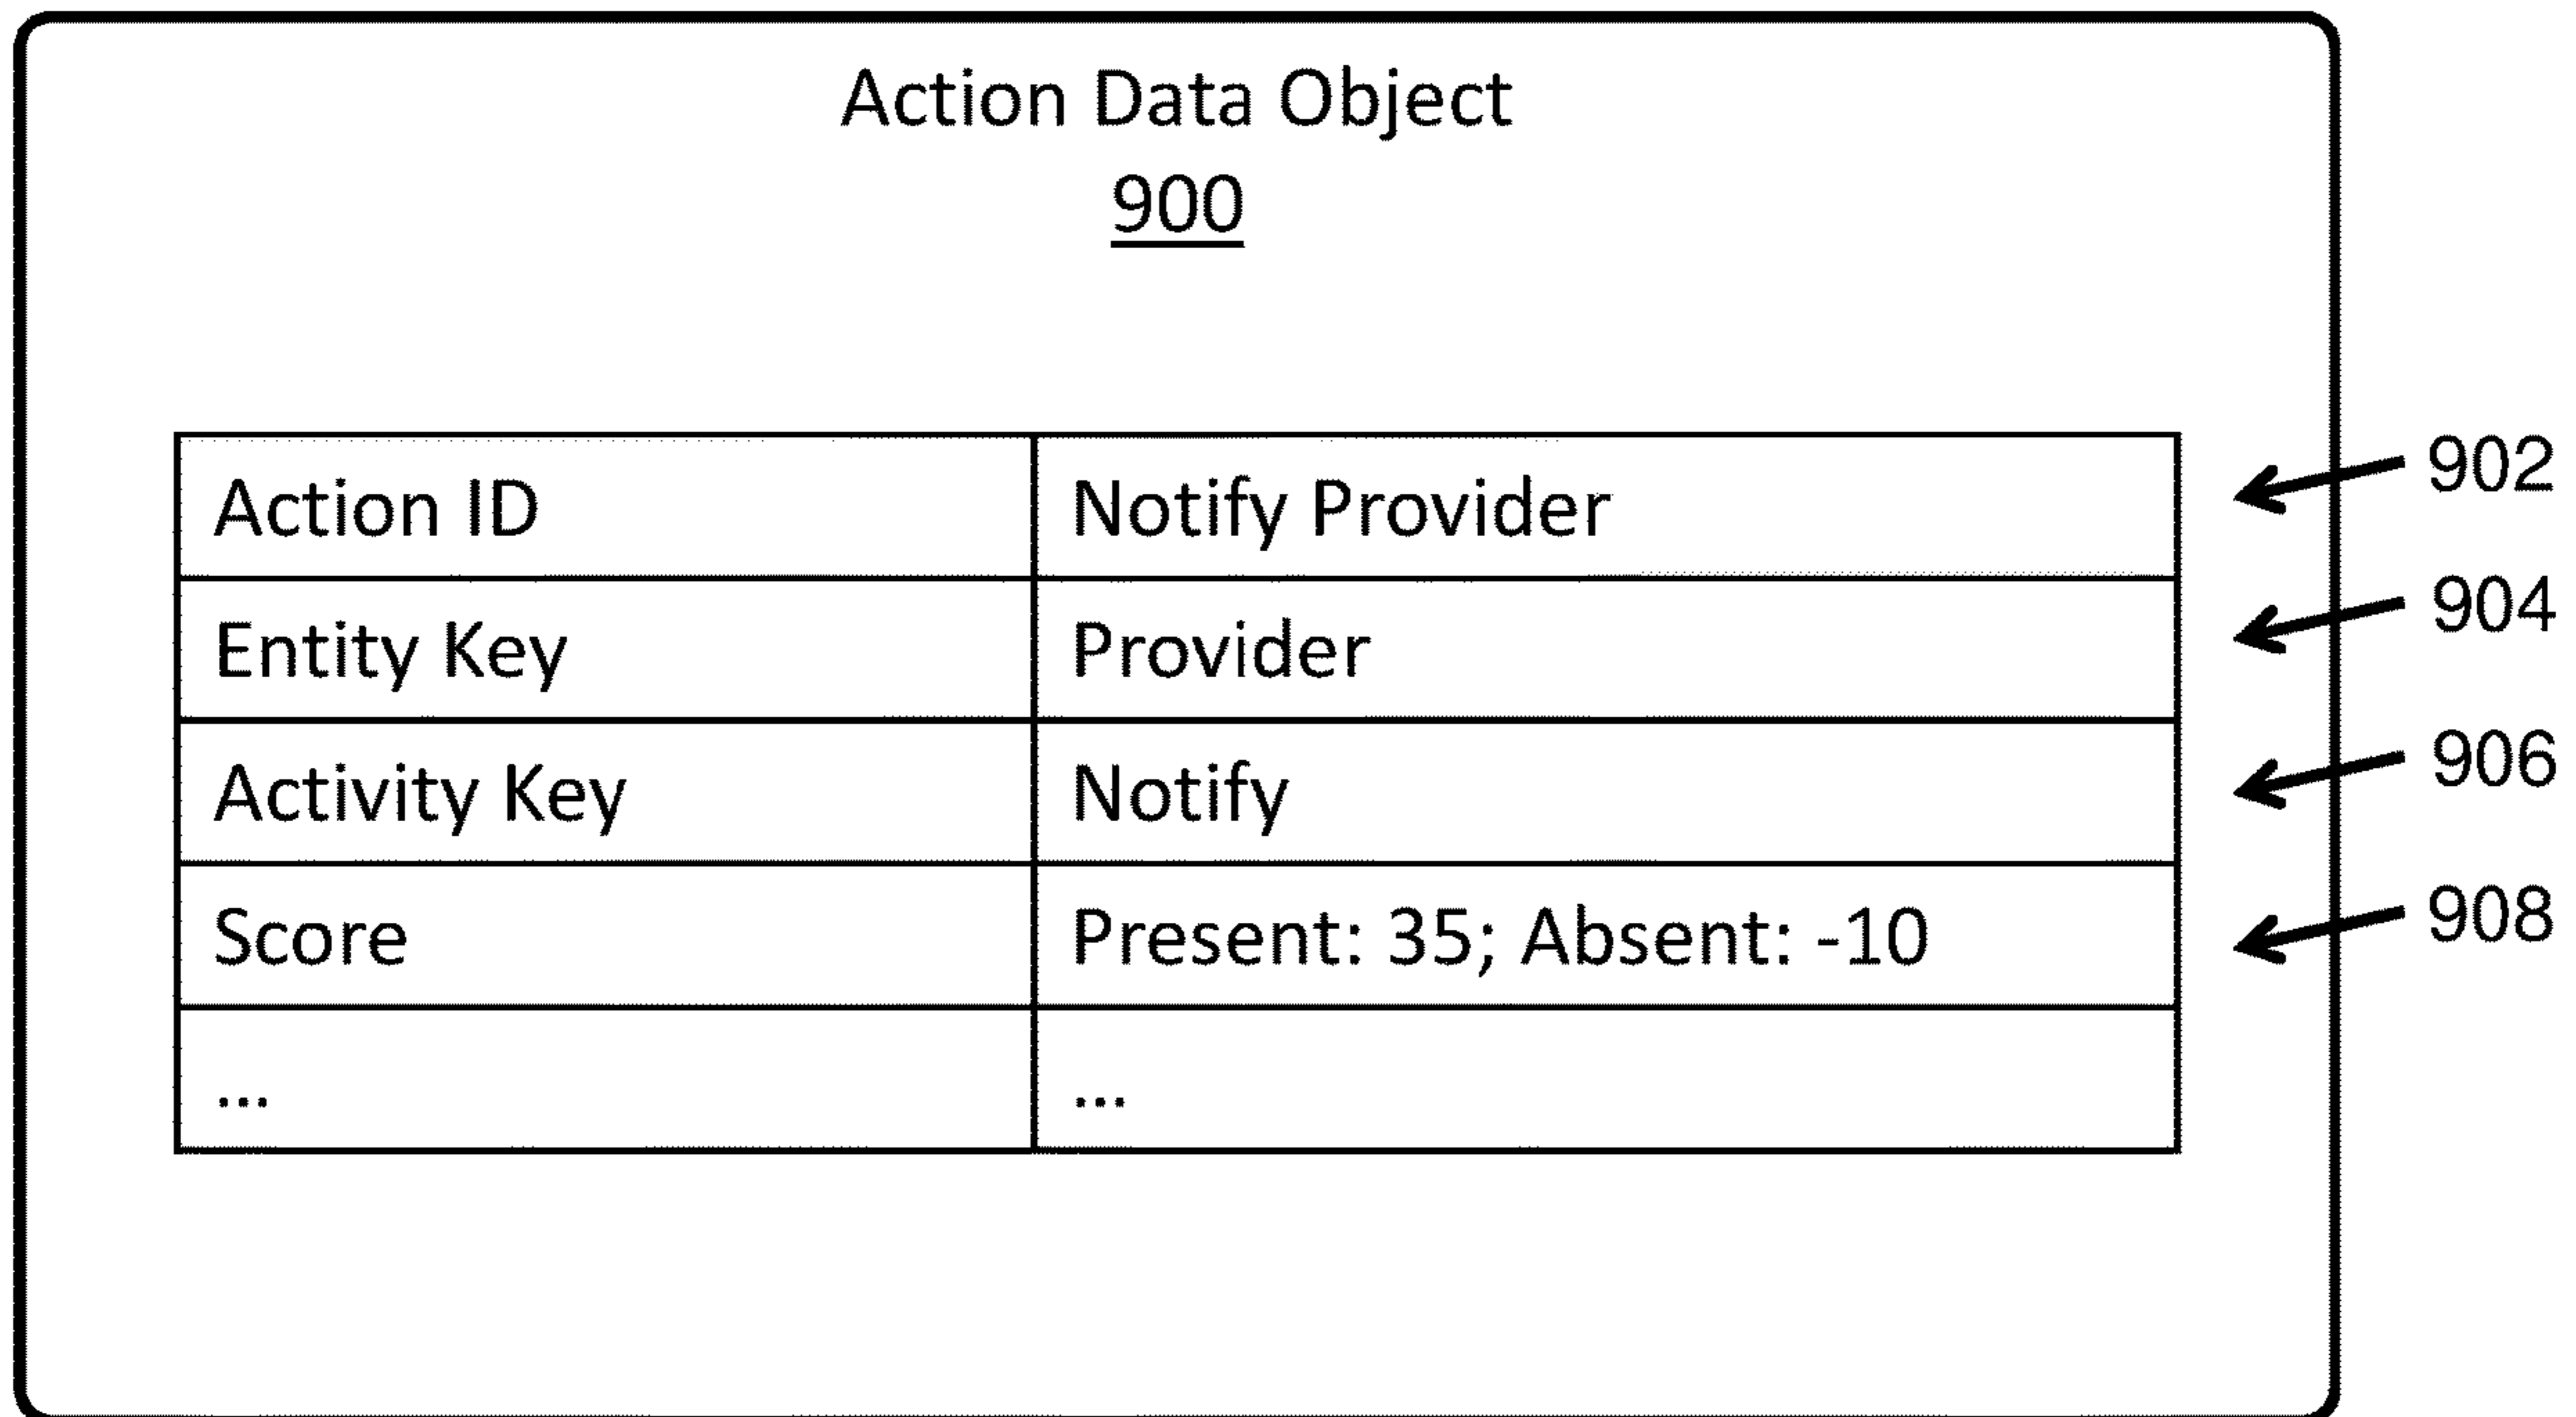 Action Data Object
900
Action ID Notify Provider 902
Entity Key Provider 904
Activity Key Notify 906
Score Present: 35; Absent: -10 908
... ...